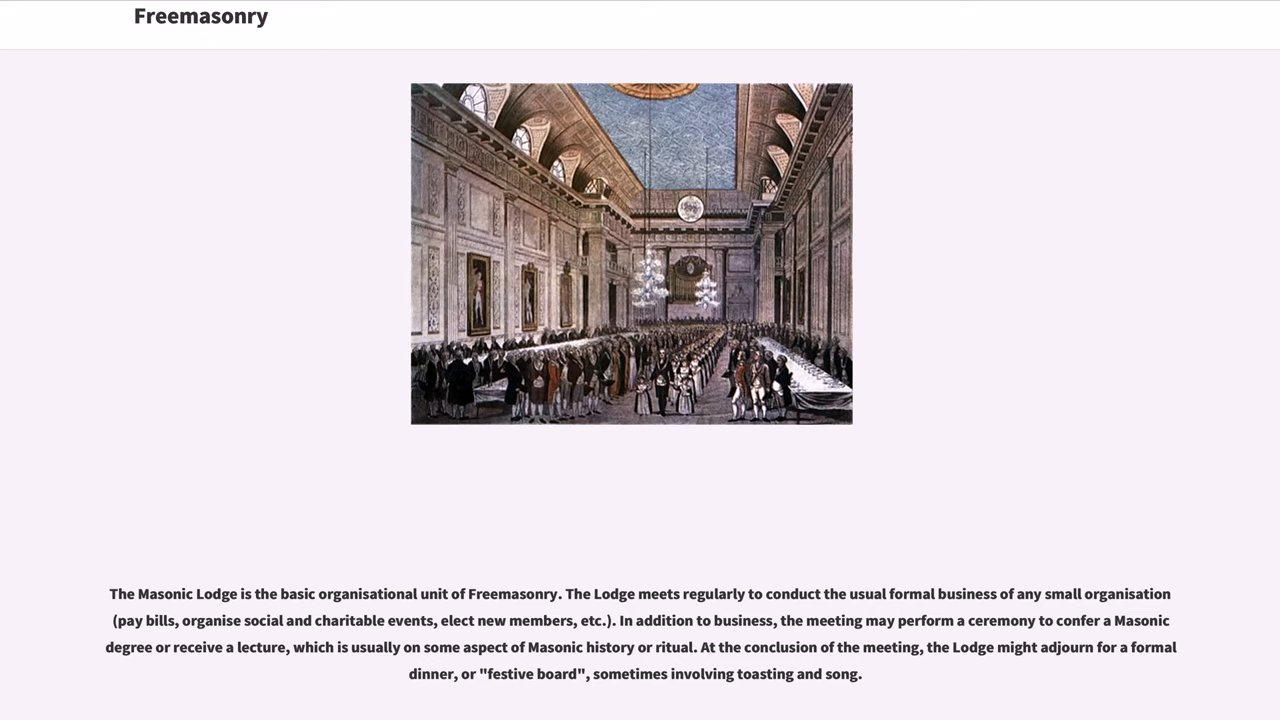 Freemasonry
The Masonic Lodge is the basic organisational unit of Freemasonry. The Lodge meets regularly to conduct the usual formal business of any small organisation
(pay bills, organise social and charitable events, elect new members, etc.). In addition to business, the meeting may perform a ceremony to confer a Masonic
degree or receive a lecture, which is usually on some aspect of Masonic history or ritual. At the conclusion of the meeting, the Lodge might adjourn for a formal
dinner, or "festive board", sometimes involving toasting and song.